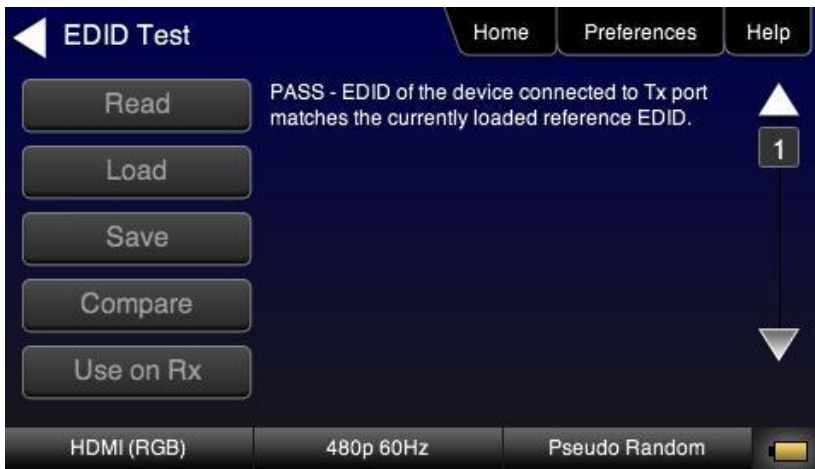 EDID Test
Home
Preferences
Help
Read
Load
Save
Compare
Use on Rx
PASS - EDID of the device connected to Tx port
matches the currently loaded reference EDID.
1
HDMI (RGB)
480p 60Hz
Pseudo Random